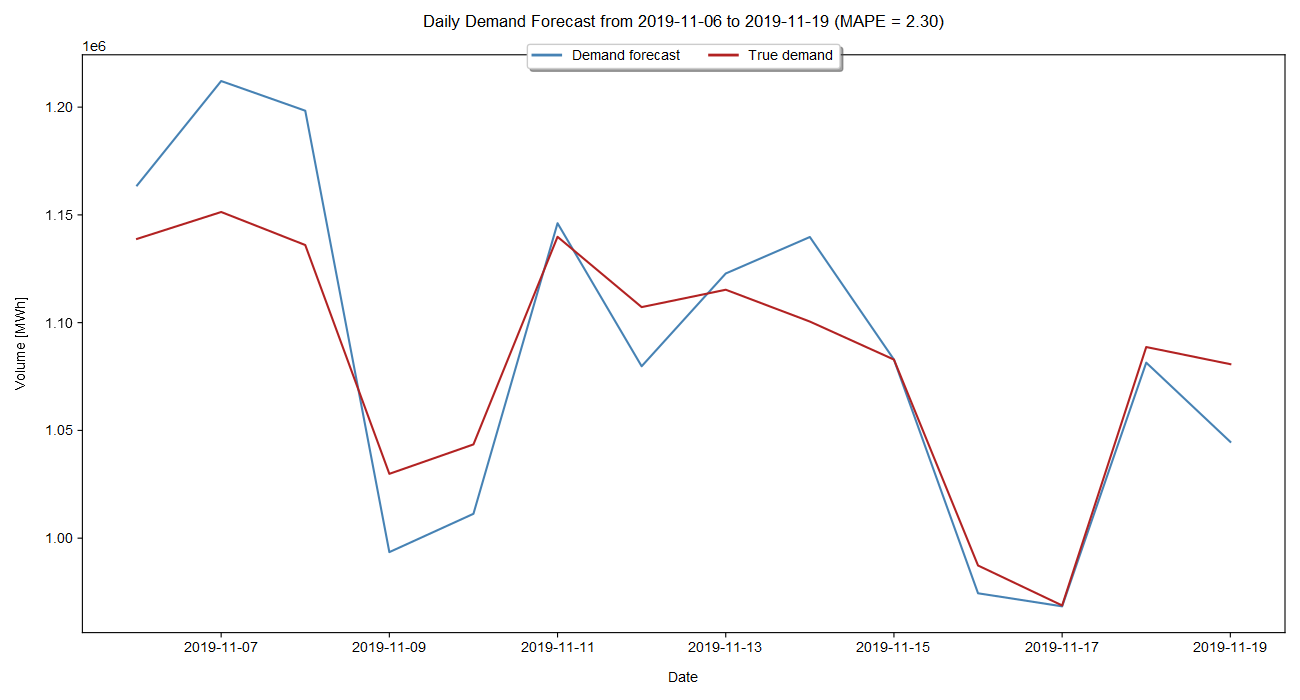 Daily Demand Forecast from 2019-11-06 to 2019-11-19 (MAPE = 2.30)
1e6
Demand forecast
True demand
1.20
1.15
1.10
1.05
1.00
Volume [MWh]
2019-11-07
2019-11-09
2019-11-11
2019-11-13
2019-11-15
2019-11-17
2019-11-19
Date